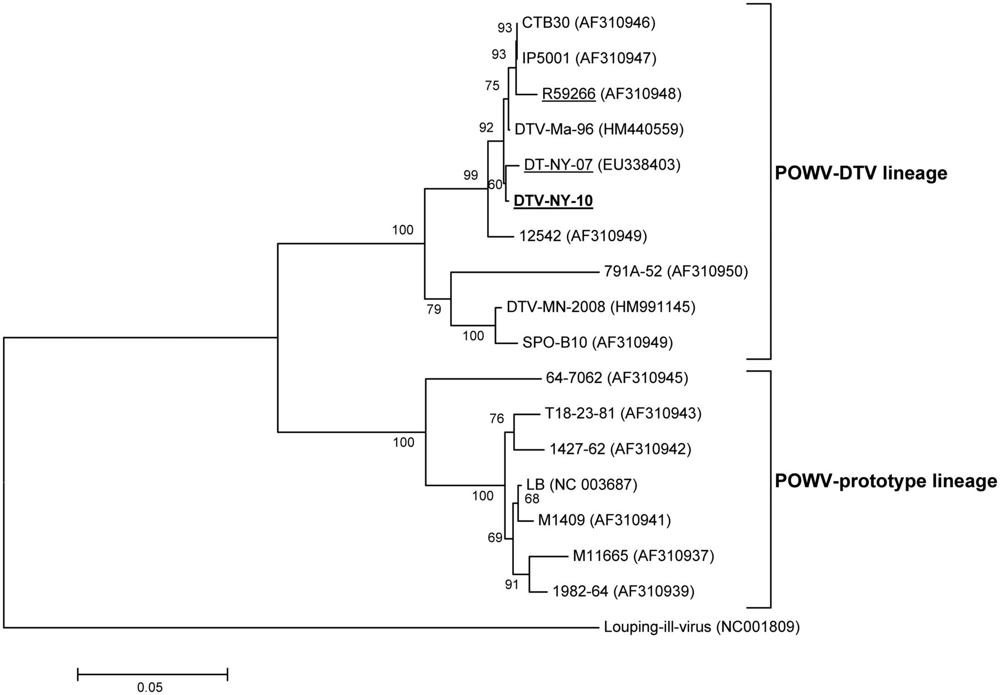 93
CTB30 (AF310946)
93
IP5001 (AF310947)
75
R59266 (AF310948)
92
DTV-Ma-96 (HM440559)
DT-NY-07 (EU338403)
POWV-DTV lineage
99
60
DTV-NY-10
100
12542 (AF310949)
791A-52 (AF310950)
79
DTV-MN-2008 (HM991145)
100
SPO-B10 (AF310949)
64-7062 (AF310945)
76
T18-23-81 (AF310943)
100
1427-62 (AF310942)
LB (NC 003687)
POWV-prototype lineage
100
68
M1409 (AF310941)
69
M11665 (AF310937)
91
1982-64 (AF310939)
Louping-ill-virus (NC001809)
0.05